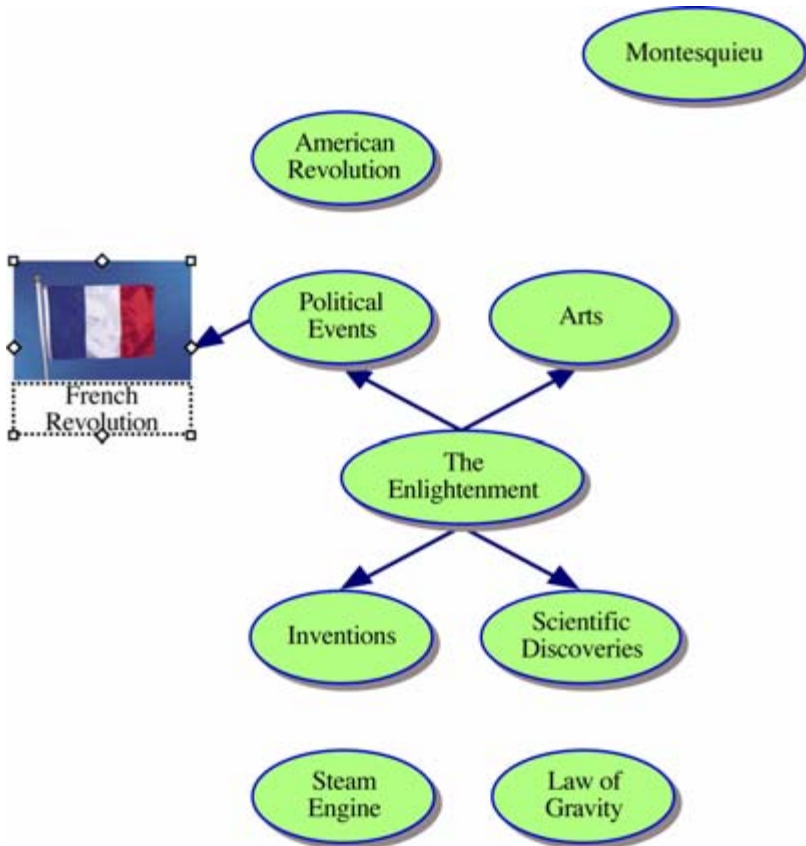 Montesquieu
American
Revolution
Political
Events
Arts
French
Revolution
The
Enlightenment
Inventions
Scientific
Discoveries
Steam
Engine
Law of
Gravity